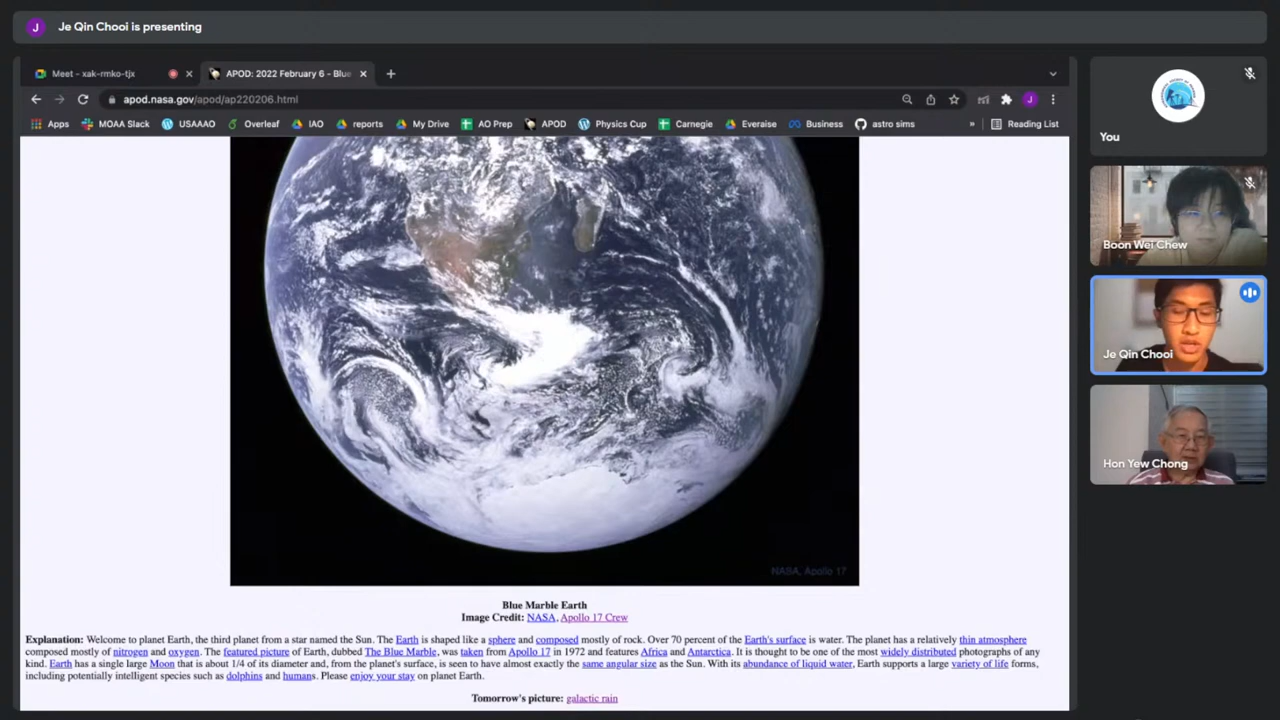 J Je Qin Chooi is presenting
Meet - xak-rmko-tjx
APOD: 2022 February 6 - Blue
apod.nasa.gov/apod/ap220206.html
J
Apps MOAA Slack USAAAO Overleaf IAO reports My Drive AO Prep APOD Physics Cup Carnegie Everaise Business astro sims » Reading List
NASA, Apollo 17
Blue Marble Earth
Image Credit: NASA, Apollo 17 Crew
Explanation: Welcome to planet Earth, the third planet from a star named the Sun. The Earth is shaped like a sphere and composed mostly of rock. Over 70 percent of the Earth's surface is water. The planet has a relatively thin atmosphere
composed mostly of nitrogen and oxygen. The featured picture of Earth, dubbed The Blue Marble, was taken from Apollo 17 in 1972 and features Africa and Antarctica. It is thought to be one of the most widely distributed photographs of any
kind. Earth has a single large Moon that is about 1/4 of its diameter and, from the planet's surface, is seen to have almost exactly the same angular size as the Sun. With its abundance of liquid water, Earth supports a large variety of life forms,
including potentially intelligent species such as dolphins and humans. Please enjoy your stay on planet Earth.
Tomorrow's picture: galactic rain
You
Boon Wei Chew
Je Qin Chooi
Hon Yew Chong